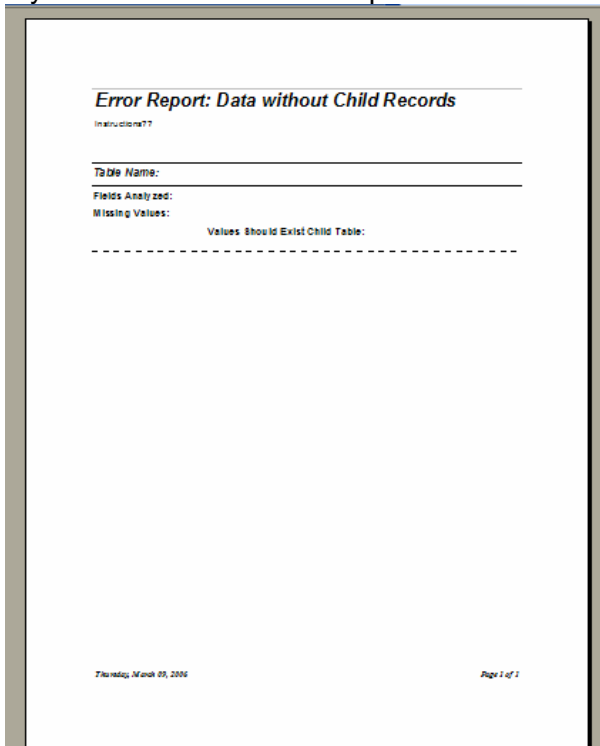 Error Report: Data without Child Records
Instructions77
Table Name:
Fields Analyzed:
Missing Values:
Values Should Exist Child Table:
Thursday, March 09, 2006 Page 1 of 1